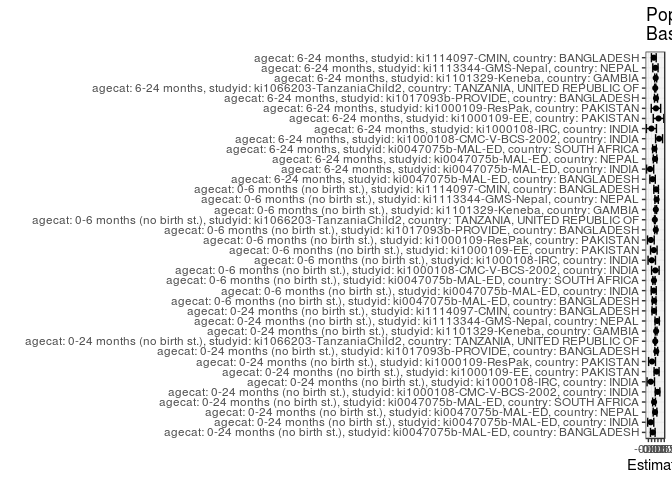 Pop
Bas
agecat: 6-24 months, studyid: ki1114097-CMIN, country: BANGLADESH
agecat: 6-24 months, studyid: ki1113344-GMS-Nepal, country: NEPAL
agecat: 6-24 months, studyid: ki1101329-Keneba, country: GAMBIA
agecat: 6-24 months, studyid: ki1066203-TanzaniaChild2, country: TANZANIA, UNITED REPUBLIC OF
agecat: 6-24 months, studyid: ki1017093b-PROVIDE, country: BANGLADESH
agecat: 6-24 months, studyid: ki1000109-ResPak, country: PAKISTAN
agecat: 6-24 months, studyid: ki1000109-EE, country: PAKISTAN
agecat: 6-24 months, studyid: ki1000108-IRC, country: INDIA
agecat: 6-24 months, studyid: ki1000108-CMC-V-BCS-2002, country: INDIA
agecat: 6-24 months, studyid: ki0047075b-MAL-ED, country: SOUTH AFRICA
agecat: 6-24 months, studyid: ki0047075b-MAL-ED, country: NEPAL
agecat: 6-24 months, studyid: ki0047075b-MAL-ED, country: INDIA
agecat: 6-24 months, studyid: ki0047075b-MAL-ED, country: BANGLADESH
agecat: 0-6 months (no birth st.), studyid: ki1114097-CMIN, country: BANGLADESH
agecat: 0-6 months (no birth st.), studyid: ki1113344-GMS-Nepal, country: NEPAL
agecat: 0-6 months (no birth st.), studyid: ki1101329-Keneba, country: GAMBIA
agecat: 0-6 months (no birth st.), studyid: ki1066203-TanzaniaChild2, country: TANZANIA, UNITED REPUBLIC OF
agecat: 0-6 months (no birth st.), studyid: ki1017093b-PROVIDE, country: BANGLADESH
agecat: 0-6 months (no birth st.), studyid: ki1000109-ResPak, country: PAKISTAN
agecat: 0-6 months (no birth st.), studyid: ki1000109-EE, country: PAKISTAN
agecat: 0-6 months (no birth st.), studyid: ki1000108-IRC, country: INDIA
agecat: 0-6 months (no birth st.), studyid: ki1000108-CMC-V-BCS-2002, country: INDIA
agecat: 0-6 months (no birth st.), studyid: ki0047075b-MAL-ED, country: SOUTH AFRICA
agecat: 0-6 months (no birth st.), studyid: ki0047075b-MAL-ED, country: INDIA
agecat: 0-6 months (no birth st.), studyid: ki0047075b-MAL-ED, country: BANGLADESH
agecat: 0-24 months (no birth st.), studyid: ki1114097-CMIN, country: BANGLADESH
agecat: 0-24 months (no birth st.), studyid: ki1113344-GMS-Nepal, country: NEPAL
agecat: 0-24 months (no birth st.), studyid: ki1101329-Keneba, country: GAMBIA
agecat: 0-24 months (no birth st.), studyid: ki1066203-TanzaniaChild2, country: TANZANIA, UNITED REPUBLIC OF
agecat: 0-24 months (no birth st.), studyid: ki1017093b-PROVIDE, country: BANGLADESH
agecat: 0-24 months (no birth st.), studyid: ki1000109-ResPak, country: PAKISTAN
agecat: 0-24 months (no birth st.), studyid: ki1000109-EE, country: PAKISTAN
agecat: 0-24 months (no birth st.), studyid: ki1000108-IRC, country: INDIA
agecat: 0-24 months (no birth st.), studyid: ki1000108-CMC-V-BCS-2002, country: INDIA
agecat: 0-24 months (no birth st.), studyid: ki0047075b-MAL-ED, country: SOUTH AFRICA
agecat: 0-24 months (no birth st.), studyid: ki0047075b-MAL-ED, country: NEPAL
agecat: 0-24 months (no birth st.), studyid: ki0047075b-MAL-ED, country: INDIA
agecat: 0-24 months (no birth st.), studyid: ki0047075b-MAL-ED, country: BANGLADESH
Estima